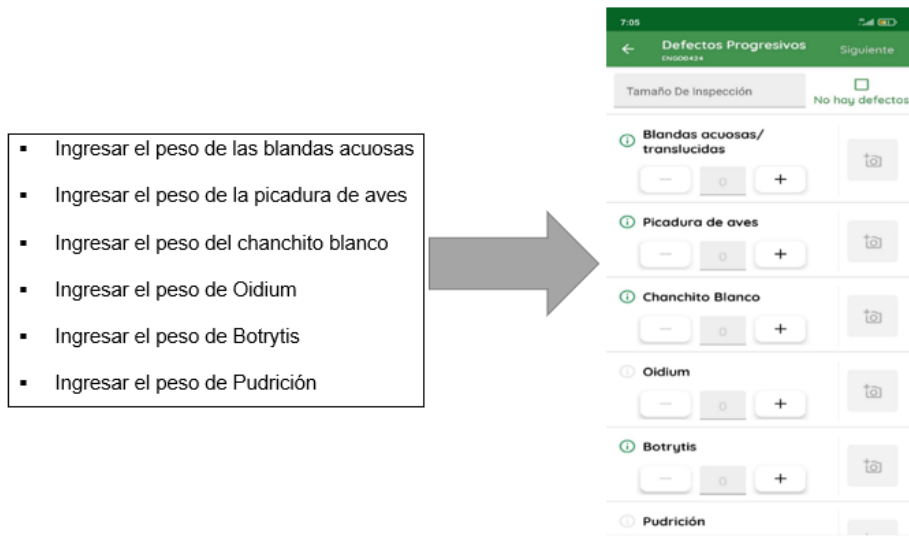 ▪ Ingresar el peso de las blandas acuosas
▪ Ingresar el peso de la picadura de aves
▪ Ingresar el peso del chanchito blanco
▪ Ingresar el peso de Oidium
▪ Ingresar el peso de Botrytis
▪ Ingresar el peso de Pudrición
7:05
← Defectos Progresivos Siguiente
ENG00424
Tamaño De Inspección
No hay defectos
Blandas acuosas/
translucidas
− 0 +
Picadura de aves
− 0 +
Chanchito Blanco
− 0 +
Oidium
− 0 +
Botrytis
− 0 +
Pudrición